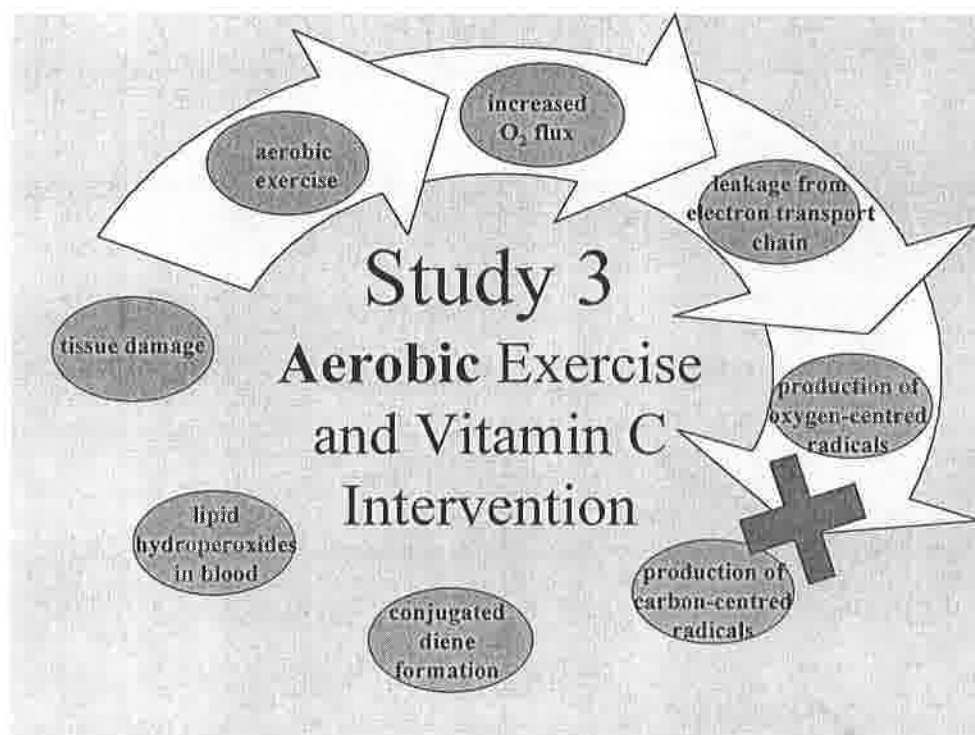 increased
O₂ flux
aerobic
exercise
leakage from
electron transport
chain
Study 3
Aerobic Exercise
and Vitamin C
Intervention
tissue damage
production of
oxygen-centred
radicals
lipid
hydroperoxides
in blood
production of
carbon-centred
radicals
conjugated
diene
formation